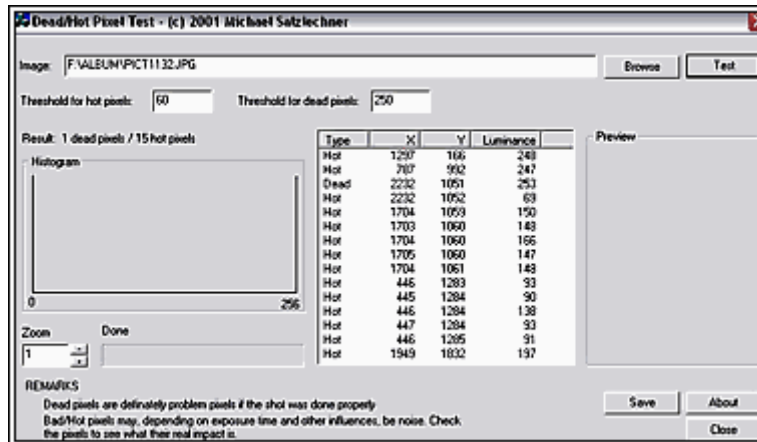 Dead/Hot Pixel Test - (c) 2001 Michael Satzlechner
Image: F:\ALBUM\PICT1132.JPG Browse Test
Threshold for hot pixels: 60 Threshold for dead pixels: 250
Result: 1 dead pixels / 15 hot pixels
Histogram
0 256
Zoom Done
1
Type X Y Luminance
Hot 1297 166 248
Hot 787 992 247
Dead 2232 1051 253
Hot 2232 1052 69
Hot 1704 1059 150
Hot 1703 1060 148
Hot 1704 1060 166
Hot 1705 1060 147
Hot 1704 1061 148
Hot 446 1283 93
Hot 445 1284 90
Hot 446 1284 138
Hot 447 1284 93
Hot 446 1285 91
Hot 1949 1832 197
Preview
REMARKS
Dead pixels are definately problem pixels if the shot was done properly
Bad/Hot pixels may, depending on exposure time and other influences, be noise. Check
the pixels to see what their real impact is.
Save About
Close